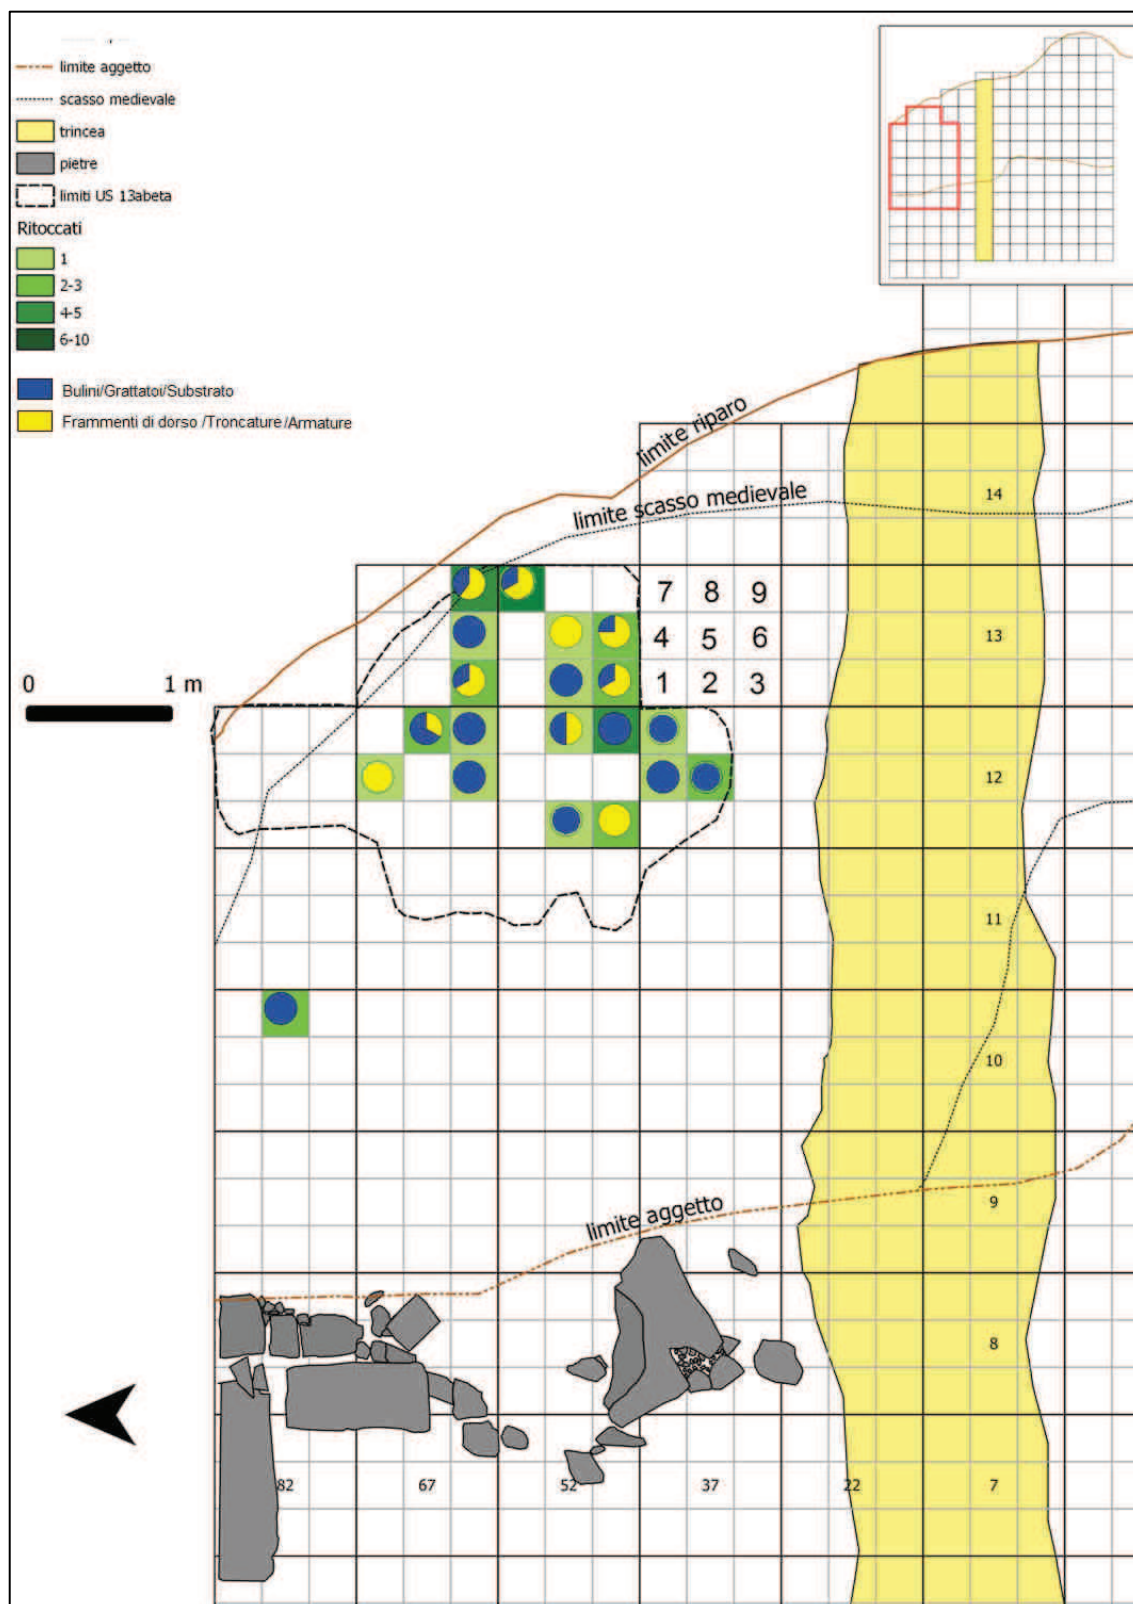 limite aggetto
scasso medievale
trincea
pietre
limiti US 13abeta
Ritoccati
1
2-3
4-5
6-10
Bulini/Grattatoi/Substrato
Frammenti di dorso /Troncature/Armature
limite riparo
limite scasso medievale
14
7 8 9
4 5 6
13
1 2 3
0 1 m
12
11
10
9
limite aggetto
8
82 67 52 37 22 7